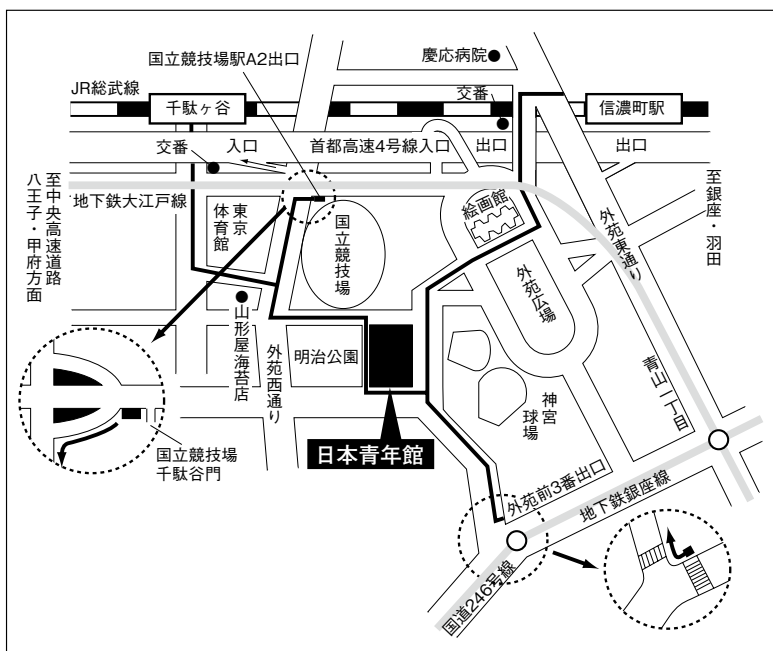 国立競技場駅A2出口
慶応病院
JR総武線
千駄ヶ谷
交番
信濃町駅
交番
入口
首都高速4号線入口
出口
出口
地下鉄大江戸線
至中央高速道路
八王子・甲府方面
東京
体育館
国立競技場
絵画館
外苑東通り
至銀座・羽田
外苑広場
山形屋海苔店
外苑西通り
明治公園
青山一丁目
神宮
球場
日本青年館
国立競技場
千駄谷門
外苑前3番出口
地下鉄銀座線
国道246号線